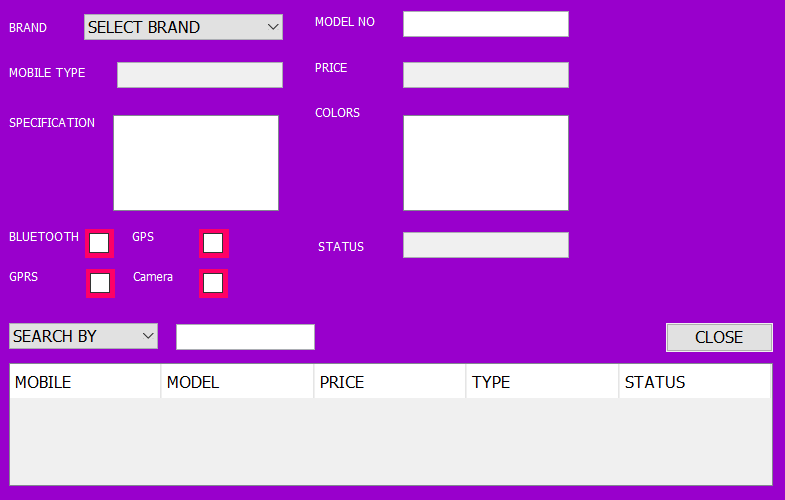 BRAND SELECT BRAND MODEL NO
MOBILE TYPE PRICE
SPECIFICATION COLORS
BLUETOOTH GPS STATUS
GPRS Camera
SEARCH BY CLOSE
MOBILE MODEL PRICE TYPE STATUS